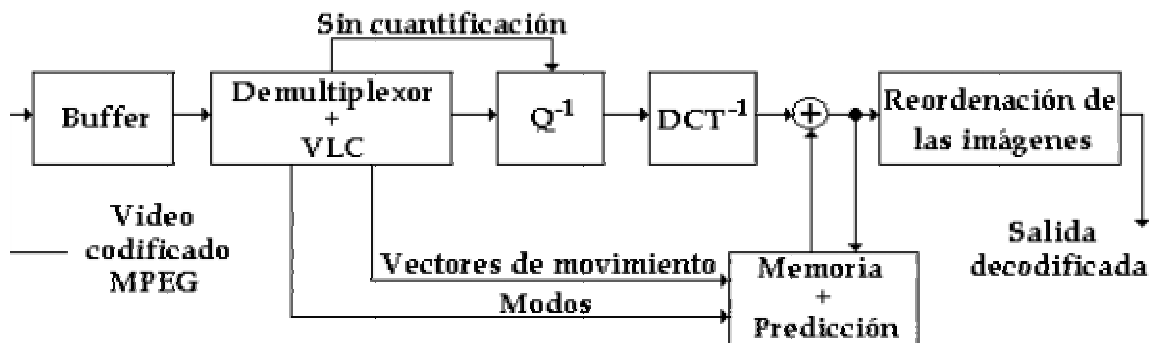 Sin cuantificación
Buffer
Demultiplexor
+
VLC
Q-1
DCT-1
+
Reordenación de
las imágenes
Video
codificado
MPEG
Vectores de movimiento
Modos
Memoria
+
Predicción
Salida
decodificada